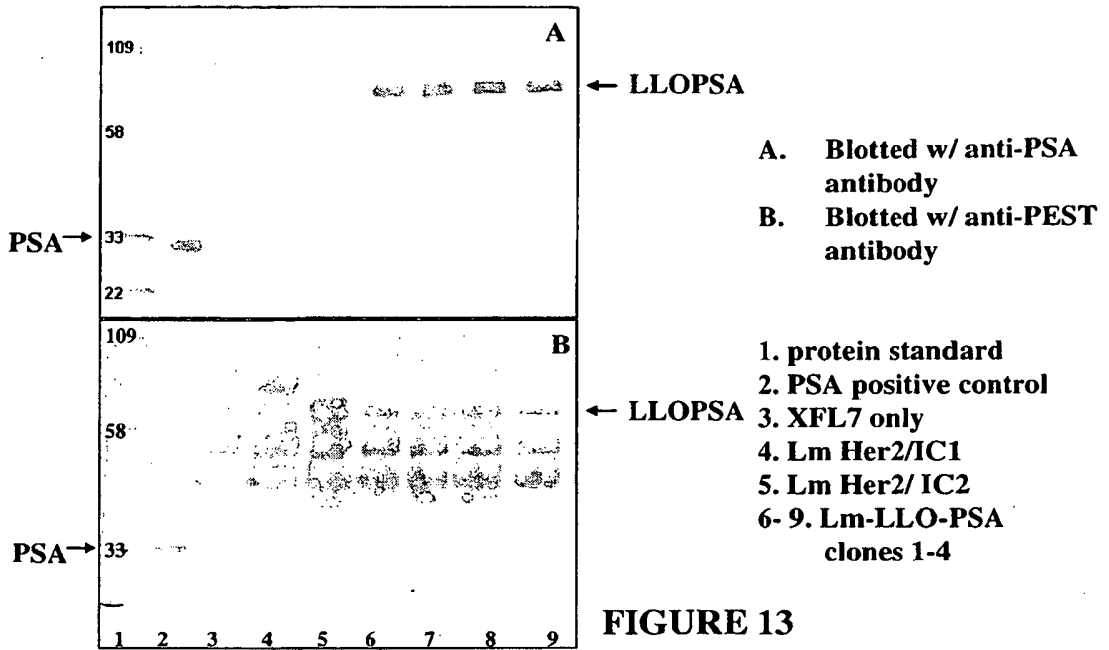 A
109
← LLOPSA
58
A. Blotted w/ anti-PSA
antibody
B. Blotted w/ anti-PEST
antibody
PSA→
33
22
109
B
1. protein standard
2. PSA positive control
← LLOPSA
58
3. XFL7 only
4. Lm Her2/IC1
5. Lm Her2/ IC2
6- 9. Lm-LLO-PSA
clones 1-4
PSA→
33
1 2 3 4 5 6 7 8 9
FIGURE 13